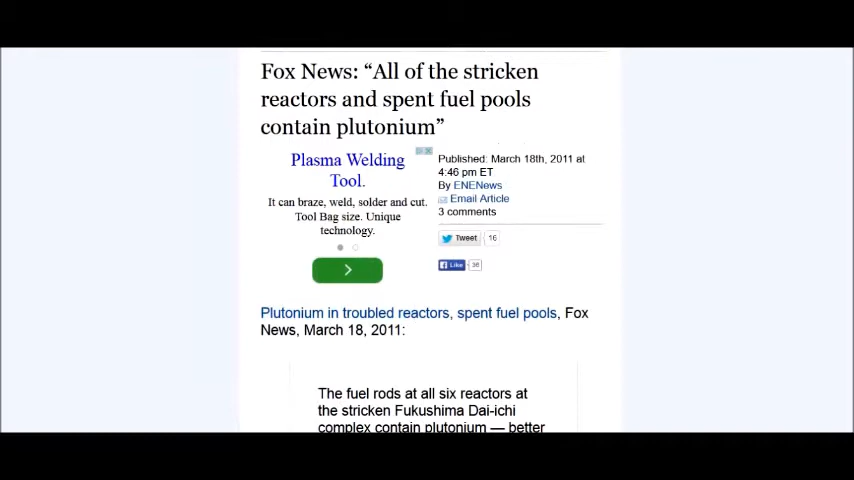 Fox News: “All of the stricken
reactors and spent fuel pools
contain plutonium”
Plasma Welding
Tool.
It can braze, weld, solder and cut.
Tool Bag size. Unique
technology.
Published: March 18th, 2011 at
4:46 pm ET
By ENENews
Email Article
3 comments
Tweet 16
Like 36
Plutonium in troubled reactors, spent fuel pools, Fox
News, March 18, 2011:
The fuel rods at all six reactors at
the stricken Fukushima Dai-ichi
complex contain plutonium — better